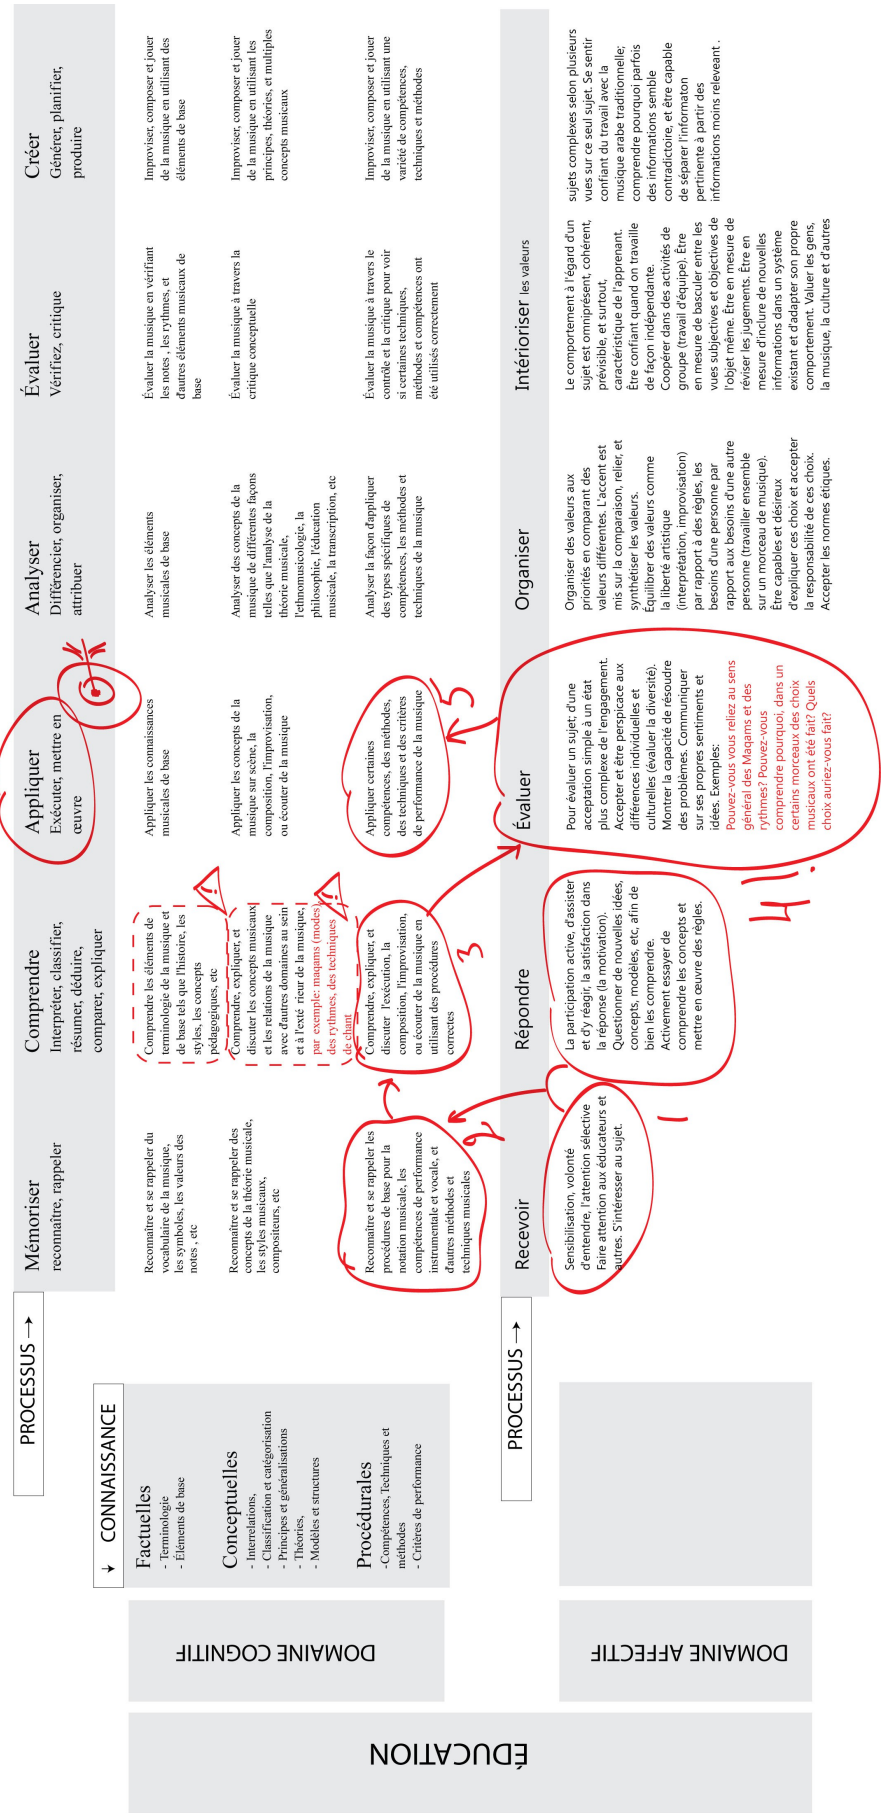 ÉDUCATION
DOMAINE COGNITIF
PROCESSUS →
↓ CONNAISSANCE
Mémoriser
reconnaître, rappeler
Comprendre
Interpréter, classifier,
résumer, déduire,
comparer, expliquer
Appliquer
Exécuter, mettre en
œuvre
Analyser
Différencier, organiser,
attribuer
Évaluer
Vérifiez, critique
Créer
Générer, planifier,
produire
Factuelles
- Terminologie
- Eléments de base
Reconnaître et se rappeler du
vocabulaire de la musique,
les symboles, les valeurs des
notes , etc
Comprendre les éléments de
terminologie de la musique et
de base tels que l'histoire, les
styles, les concepts
pédagogiques, etc
!
Appliquer les connaissances
musicales de base
Analyser les éléments
musicales de base
Évaluer la musique en vérifiant
les notes , les rythmes, et
d'autres éléments musicaux de
base
Improviser, composer et jouer
de la musique en utilisant des
éléments de base
Conceptuelles
- Interrelations,
- Classification et catégorisation
- Principes et généralisations
- Théories,
- Modèles et structures
Reconnaître et se rappeler des
concepts de la théorie musicale,
les styles musicaux,
compositeurs, etc
Comprendre, expliquer, et
discuter les concepts musicaux
et les relations de la musique
avec d'autres domaines au sein
et à l'exté rieur de la musique,
par exemple: maqams (modes)
des rythmes, des techniques
de chant
!
Appliquer les concepts de la
musique sur scène, la
composition, l'improvisation,
ou écouter de la musique
Analyser des concepts de la
musique de différentes façons
telles que l'analyse de la
théorie musicale,
l'ethnomusicologie, la
philosophie, l'éducation
musicale, la transcription, etc
Évaluer la musique à travers la
critique conceptuelle
Improviser, composer et jouer
de la musique en utilisant les
principes, théories, et multiples
concepts musicaux
Procédurales
-Compétences, Techniques et
méthodes
- Critères de performance
Reconnaître et se rappeler les
procédures de base pour la
notation musicale, les
compétences de performance
instrumentale et vocale, et
d'autres méthodes et
techniques musicales
2
Comprendre, expliquer, et
discuter l'exécution, la
composition, l'improvisation,
ou écouter de la musique en
utilisant des procédures
correctes
3
Appliquer certaines
compétences, des méthodes,
des techniques et des critères
de performance de la musique
5
Analyser la façon d'appliquer
des types spécifiques de
compétences, les méthodes et
techniques de la musique
Évaluer la musique à travers le
contrôle et la critique pour voir
si certaines techniques,
méthodes et compétences ont
été utilisés correctement
Improviser, composer et jouer
de la musique en utilisant une
variété de compétences,
techniques et méthodes
DOMAINE AFFECTIF
PROCESSUS →
Recevoir
Répondre
Évaluer
Organiser
Intérioriser les valeurs
Sensibilisation, volonté
d'entendre, l'attention sélective
Faire attention aux éducateurs et
autres. S'intéresser au sujet.
1
La participation active, d'assister
et d'y réagir, la satisfaction dans
la réponse (la motivation).
Questionner de nouvelles idées,
concepts, modèles, etc, afin de
bien les comprendre.
Activement essayer de
comprendre les concepts et
mettre en œuvre des règles.
Pour évaluer un sujet; d'une
acceptation simple à un état
plus complexe de l'engagement.
Accepter et être perspicace aux
différences individuelles et
culturelles (évaluer la diversité).
Montrer la capacité de résoudre
des problèmes. Communiquer
sur ses propres sentiments et
idées. Exemples:
Pouvez-vous vous reliez au sens
général des Maqams et des
rythmes? Pouvez-vous
comprendre pourquoi, dans un
certains morceaux des choix
musicaux ont été fait? Quels
choix auriez-vous fait?
Organiser des valeurs aux
priorités en comparant des
valeurs différentes. L'accent est
mis sur la comparaison, relier, et
synthétiser les valeurs.
Équilibrer des valeurs comme
la liberté artistique
(interprétation, improvisation)
par rapport à des règles, les
besoins d'une personne par
rapport aux besoins d'une autre
personne (travailler ensemble
sur un morceau de musique).
Être capables et désireux
d'expliquer ces choix et accepter
la responsabilité de ces choix.
Accepter les normes étiques.
Le comportement à l'égard d'un
sujet est omniprésent, cohérent,
prévisible, et surtout,
caractéristique de l'apprenant.
Être confiant quand on travaille
de façon indépendante.
Coopérer dans des activités de
groupe (travail d'équipe). Être
en mesure de basculer entre les
vues subjectives et objectives de
l'objet même. Être en mesure de
réviser les jugements. Être en
mesure d'inclure de nouvelles
informations dans un système
existant et d'adapter son propre
comportement. Valuer les gens,
la musique, la culture et d'autres
sujets complexes selon plusieurs
vues sur ce seul sujet. Se sentir
confiant du travail avec la
musique arabe traditionnelle;
comprendre pourquoi parfois
des informations semble
contradictoire, et être capable
de séparer l'informaton
pertinente à partir des
informations moins releveant .